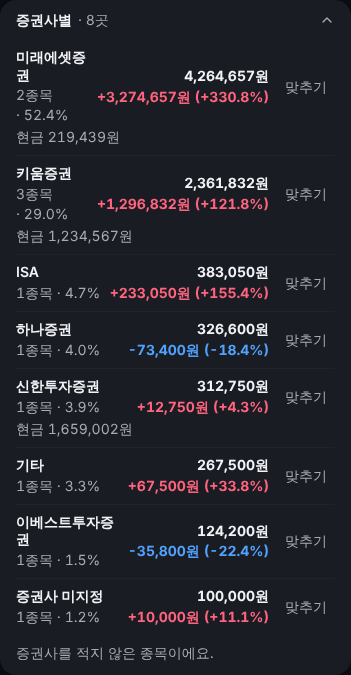 증권사별 · 8곳
미래에셋증
권
4,264,657원
2종목
+3,274,657원 (+330.8%)
맞추기
· 52.4%
현금 219,439원
키움증권
2,361,832원
3종목
+1,296,832원 (+121.8%)
맞추기
· 29.0%
현금 1,234,567원
ISA
383,050원
1종목 · 4.7%
+233,050원 (+155.4%)
맞추기
하나증권
326,600원
1종목 · 4.0%
-73,400원 (-18.4%)
맞추기
신한투자증권
312,750원
1종목 · 3.9%
+12,750원 (+4.3%)
맞추기
현금 1,659,002원
기타
267,500원
1종목 · 3.3%
+67,500원 (+33.8%)
맞추기
이베스트투자증
권
124,200원
1종목 · 1.5%
-35,800원 (-22.4%)
맞추기
증권사 미지정
100,000원
1종목 · 1.2%
+10,000원 (+11.1%)
맞추기
증권사를 적지 않은 종목이에요.